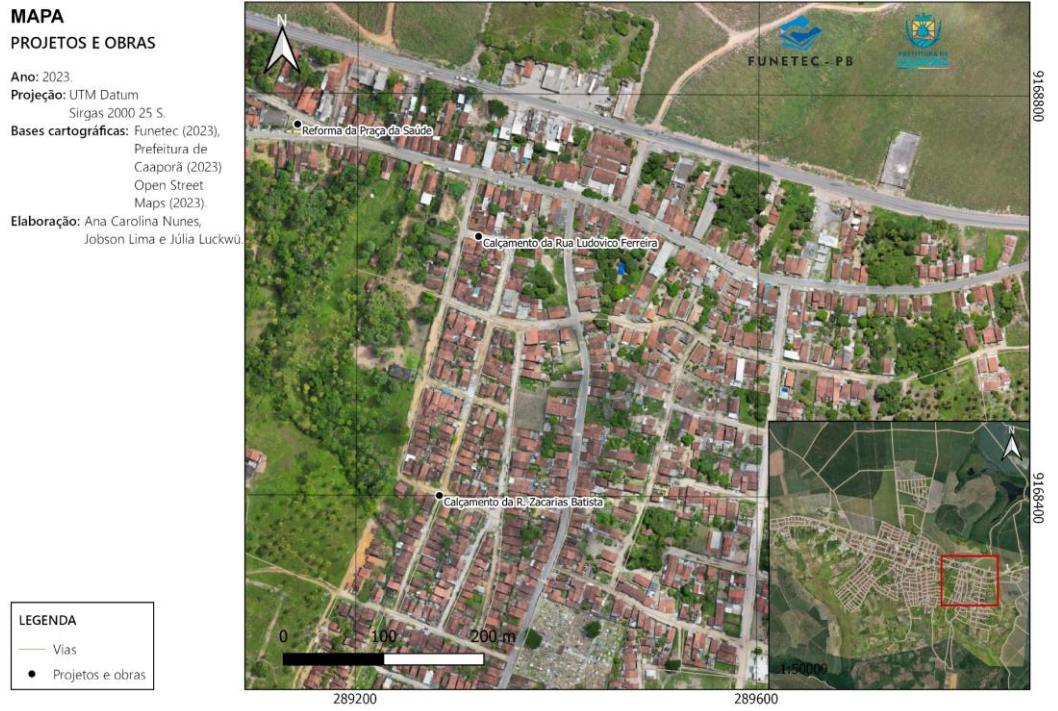 MAPA
PROJETOS E OBRAS
Ano: 2023.
Projeção: UTM Datum
Sirgas 2000 25 S.
Bases cartográficas: Funetec (2023),
Prefeitura de
Caaporã (2023)
Open Street
Maps (2023).
Elaboração: Ana Carolina Nunes,
Jobson Lima e Júlia Luckwü.
N
FUNETEC - PB
PREFEITURA DE
CAAPORÃ
9168800
Reforma da Praça da Saúde
Calçamento da Rua Ludovico Ferreira
Calçamento da R. Zacarias Batista
9168400
N
1:50000
LEGENDA
Vias
Projetos e obras
0 100 200 m
289200
289600